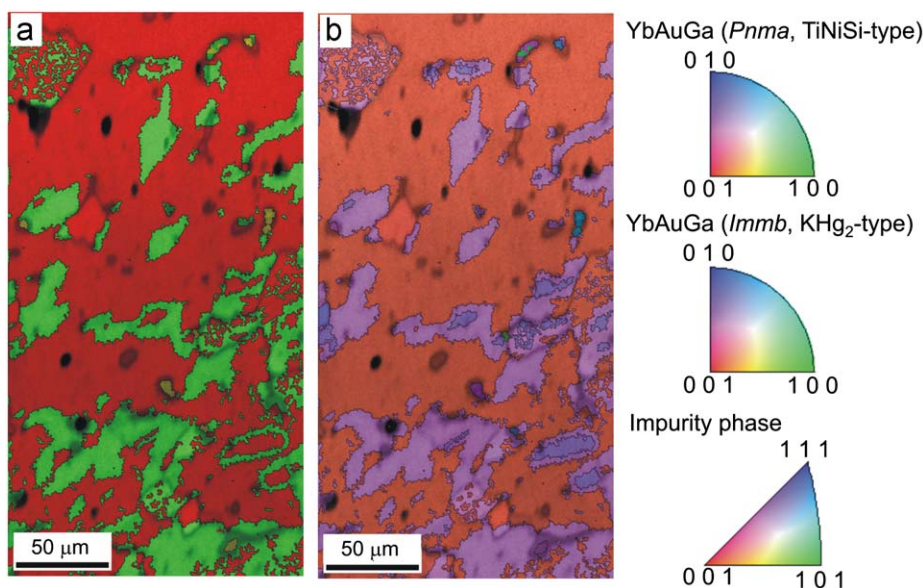 a
b
YbAuGa (Pnma, TiNiSi-type)
0 1 0
0 0 1 1 0 0
YbAuGa (Immb, KHg₂-type)
0 1 0
0 0 1 1 0 0
Impurity phase
1 1 1
0 0 1 1 0 1
50 μm
50 μm